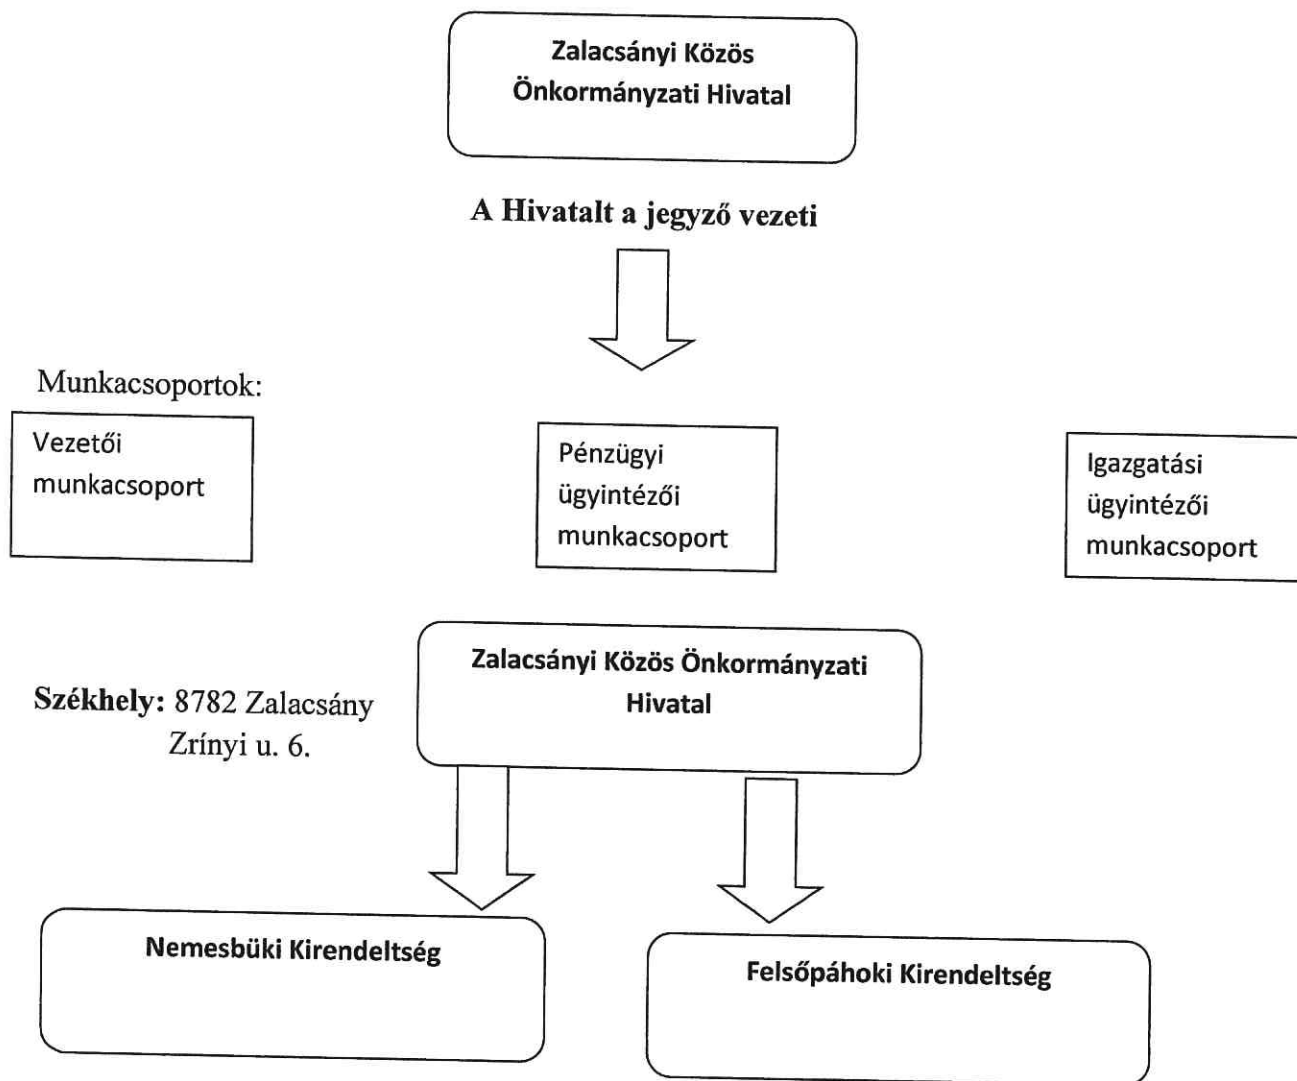 Zalacsányi Közös
Önkormányzati Hivatal
A Hivatalt a jegyző vezeti
Munkacsoportok:
Vezetői
munkacsoport
Pénzügyi
ügyintézői
munkacsoport
Igazgatási
ügyintézői
munkacsoport
Zalacsányi Közös Önkormányzati
Hivatal
Székhely: 8782 Zalacsány
Zrínyi u. 6.
Nemesbüki Kirendeltség
Felsőpáhoki Kirendeltség